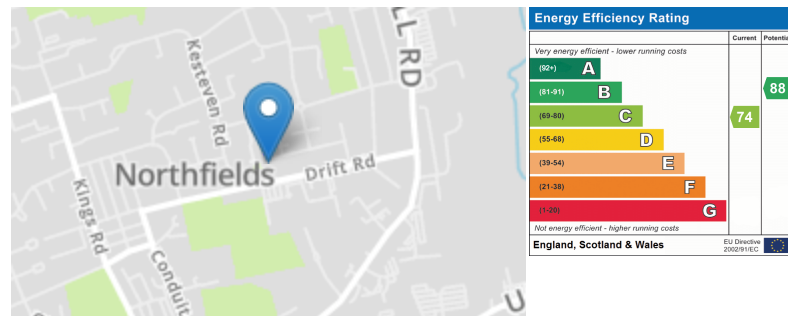 Kesteven Rd
LL RD
Northfields
Drift Rd
Kings Rd
Conduit
U
Energy Efficiency Rating
Current Potentia
Very energy efficient - lower running costs
(92+) A
(81-91) B 88
(69-80) C 74
(55-68) D
(39-54) E
(21-38) F
(1-20) G
Not energy efficient - higher running costs
England, Scotland & Wales
EU Directive
2002/91/EC